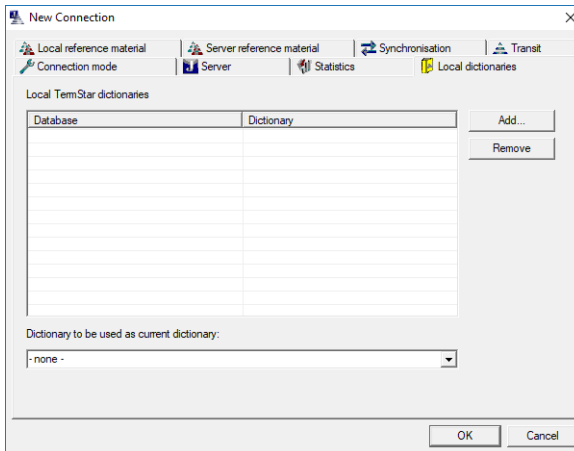 New Connection
Local reference material
Server reference material
Synchronisation
Transit
Connection mode
Server
Statistics
Local dictionaries
Local TermStar dictionaries
Database Dictionary
Add...
Remove
Dictionary to be used as current dictionary:
- none -
OK Cancel